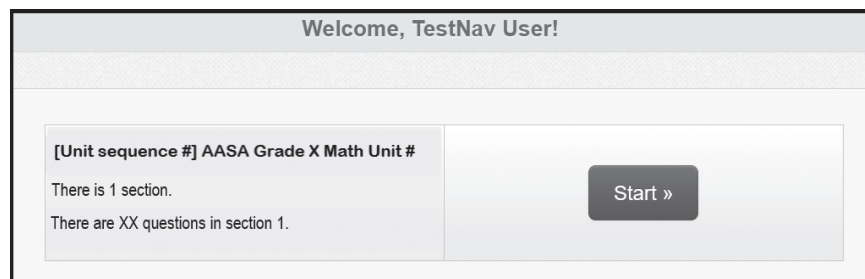 Welcome, TestNav User!
[Unit sequence #] AASA Grade X Math Unit #
There is 1 section.
There are XX questions in section 1.
Start »